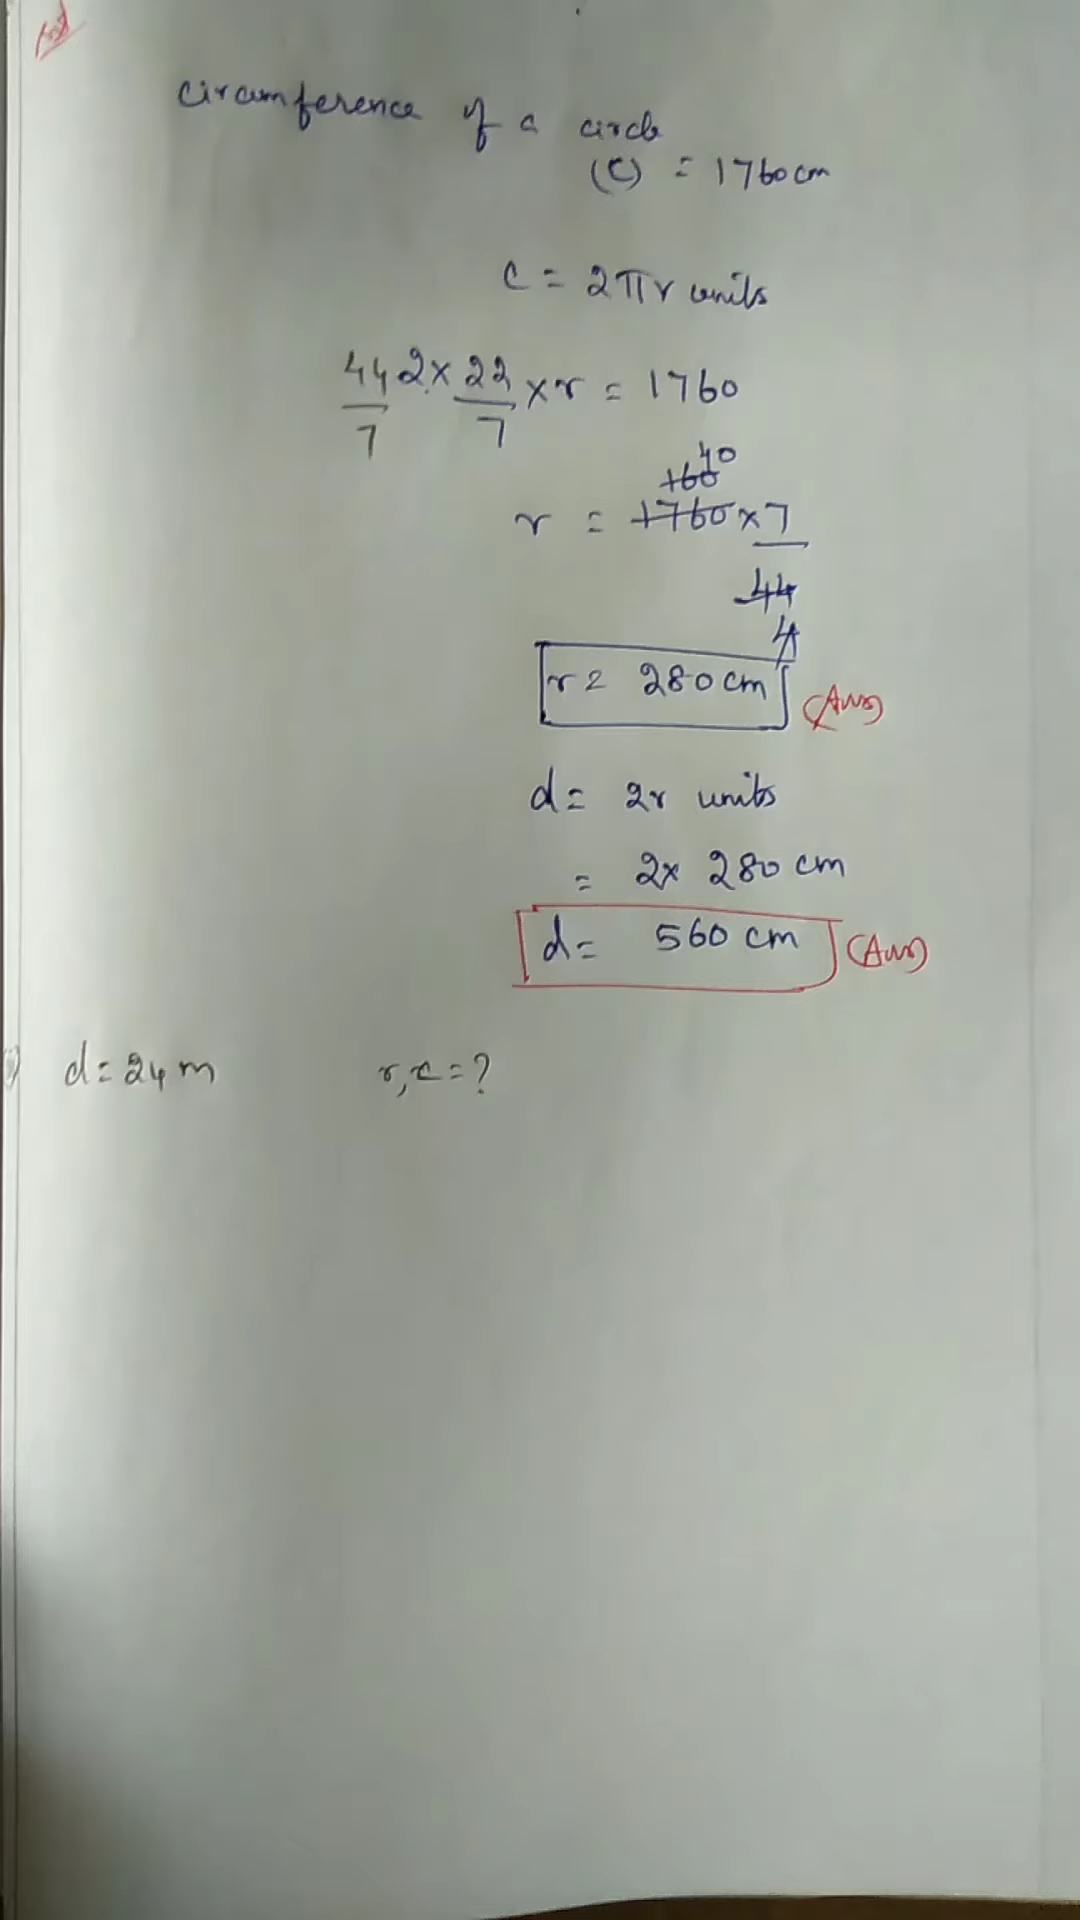 circumference of a circle
(C) = 1760 cm
C = 2πr units
44/7 2 × 22/7 × r = 1760
40
160
r = 1760 × 7
44
4
r = 280 cm (Ans)
d = 2r units
= 2 × 280 cm
d = 560 cm (Ans)
d = 24 m r, c = ?